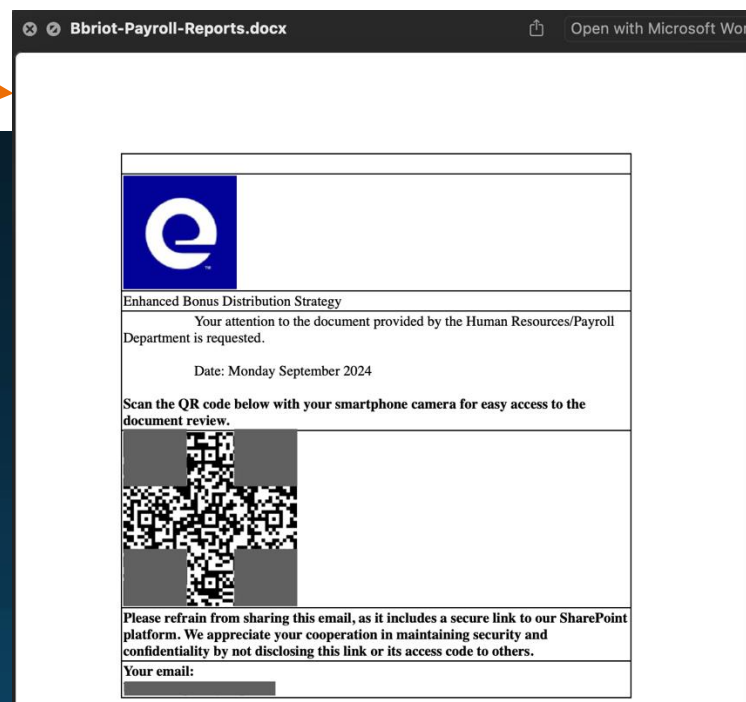 Bbriot-Payroll-Reports.docx
Open with Microsoft Wor
e
TM
Enhanced Bonus Distribution Strategy
Your attention to the document provided by the Human Resources/Payroll
Department is requested.
Date: Monday September 2024
Scan the QR code below with your smartphone camera for easy access to the
document review.
Please refrain from sharing this email, as it includes a secure link to our SharePoint
platform. We appreciate your cooperation in maintaining security and
confidentiality by not disclosing this link or its access code to others.
Your email: